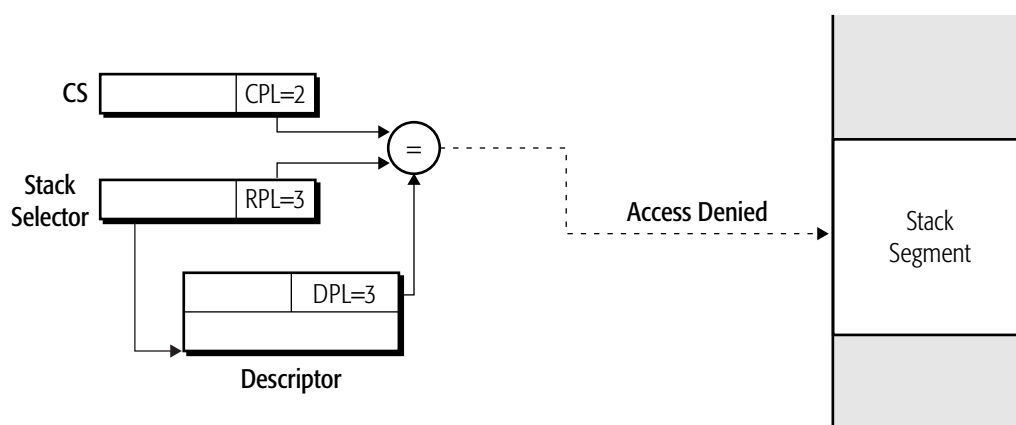 CS
CPL=2
=
Stack
Selector
RPL=3
Access Denied
Stack
Segment
DPL=3
Descriptor